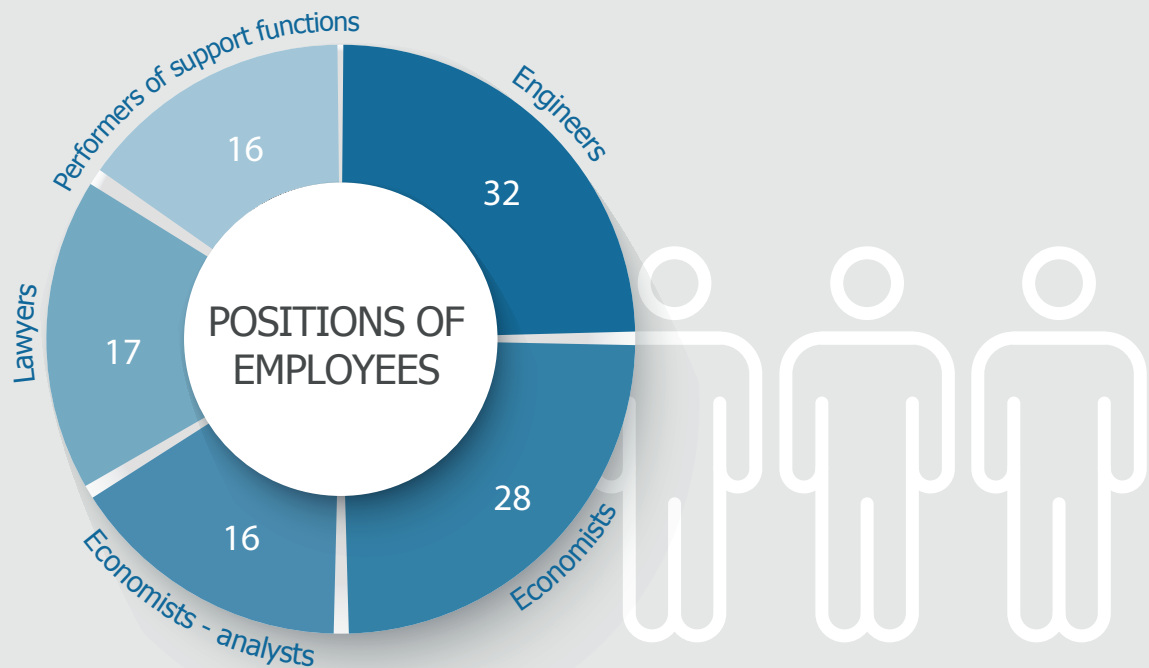 POSITIONS OF
EMPLOYEES
Engineers
32
Economists
28
Economists - analysts
16
Lawyers
17
Performers of support functions
16